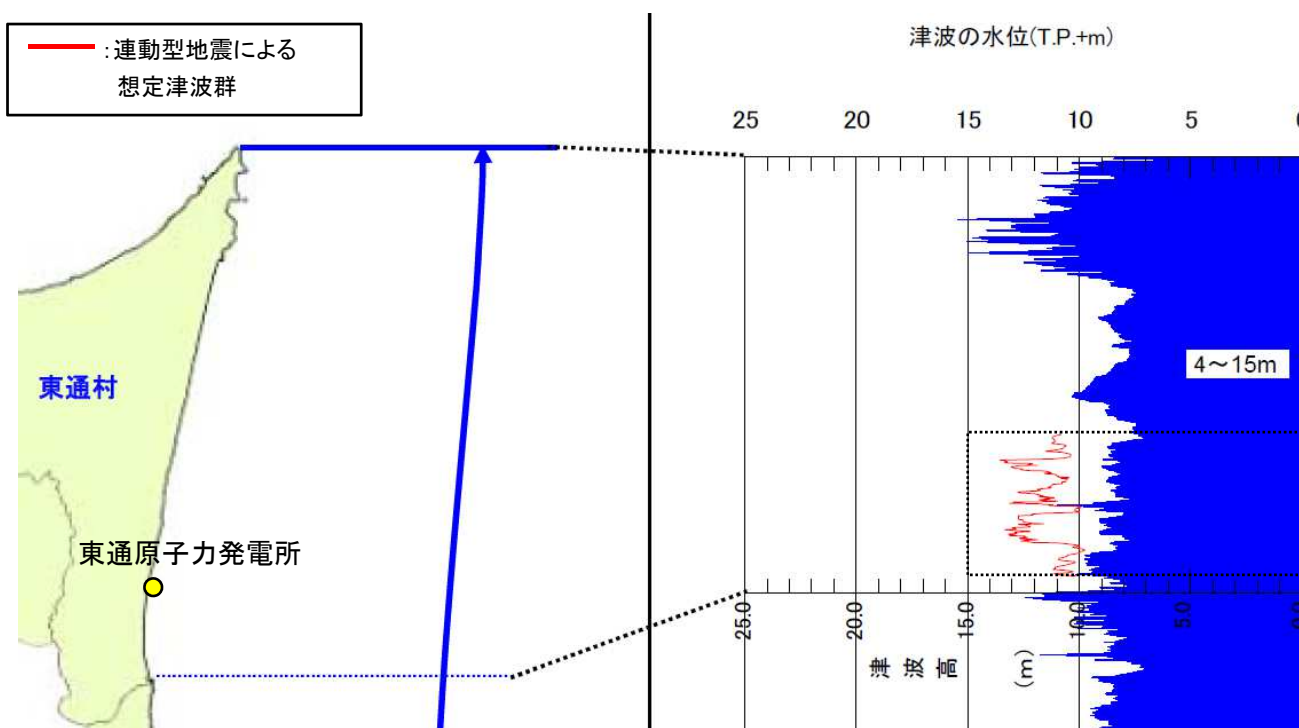 :連動型地震による
想定津波群
東通村
東通原子力発電所
津波の水位(T.P.+m)
25 20 15 10 5
4～15m
25.0 20.0 15.0 10.0 5.0
津 波 高 (m)